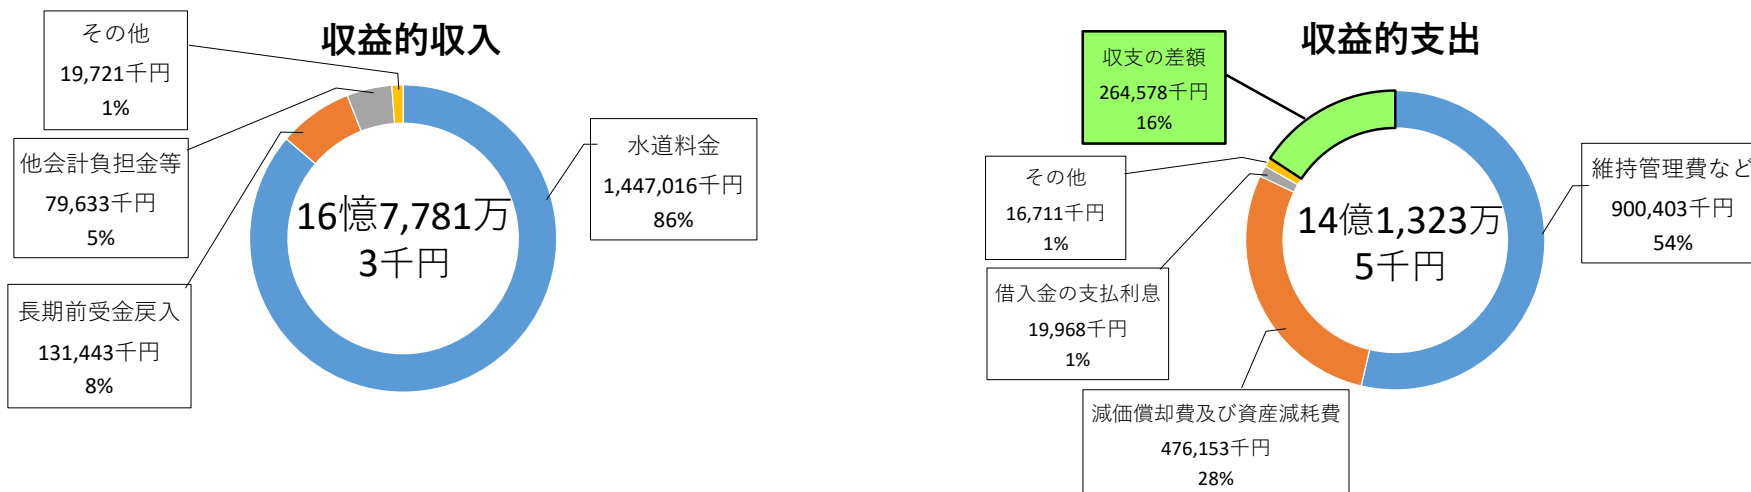 収益的収入
その他
19,721千円
1%
他会計負担金等
79,633千円
5%
長期前受金戻入
131,443千円
8%
16憶7,781万
3千円
水道料金
1,447,016千円
86%
収益的支出
収支の差額
264,578千円
16%
その他
16,711千円
1%
借入金の支払利息
19,968千円
1%
減価償却費及び資産減耗費
476,153千円
28%
14億1,323万
5千円
維持管理費など
900,403千円
54%